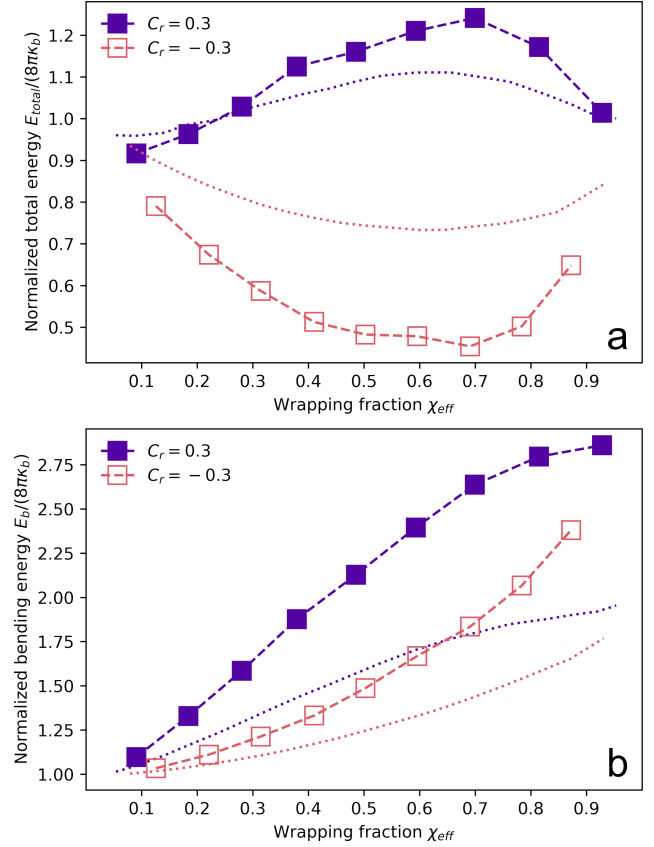 C_r = 0.3
C_r = −0.3
Normalized total energy E_total/(8πκ_b)
1.2
1.1
1.0
0.9
0.8
0.7
0.6
0.5
a
0.1 0.2 0.3 0.4 0.5 0.6 0.7 0.8 0.9
Wrapping fraction χ_eff
C_r = 0.3
C_r = −0.3
Normalized bending energy E_b/(8πκ_b)
2.75
2.50
2.25
2.00
1.75
1.50
1.25
1.00
b
0.1 0.2 0.3 0.4 0.5 0.6 0.7 0.8 0.9
Wrapping fraction χ_eff